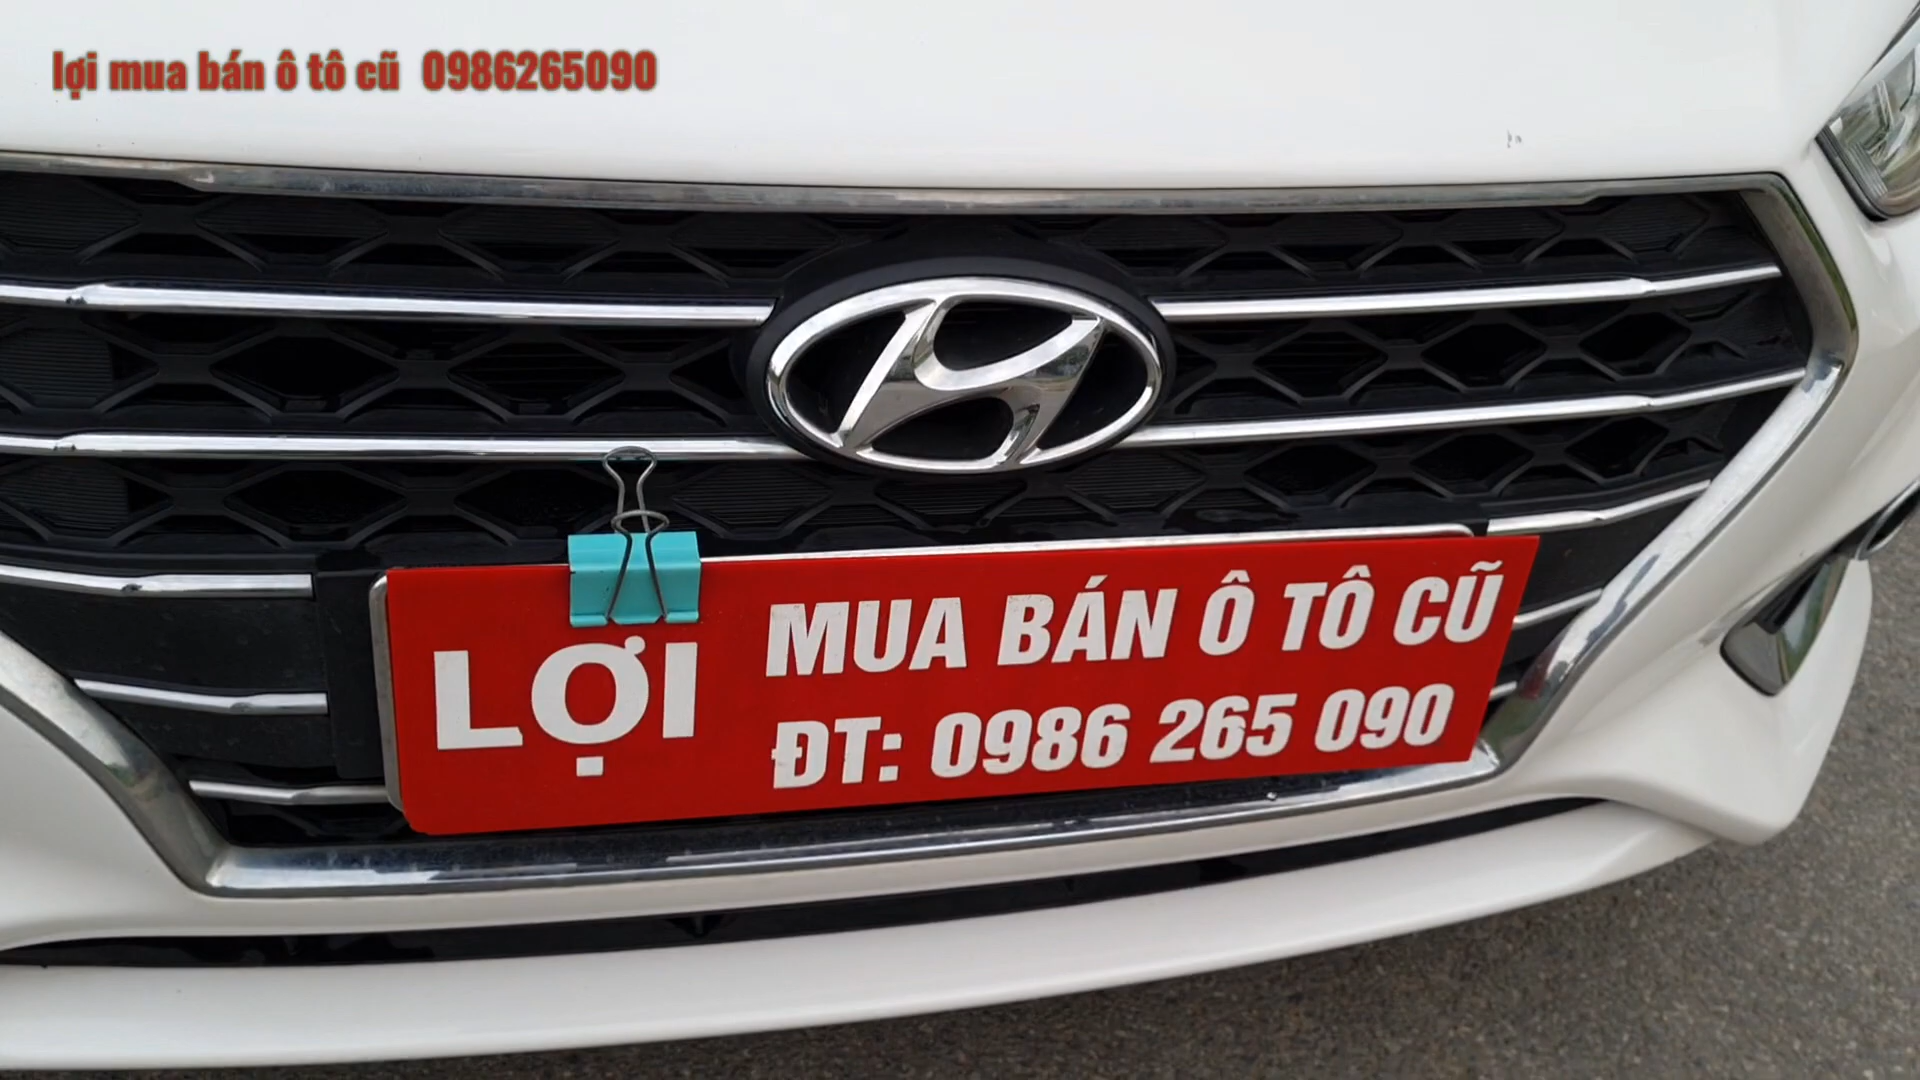 lợi mua bán ô tô cũ 0986265090
LỢI
MUA BÁN Ô TÔ CŨ
ĐT: 0986 265 090